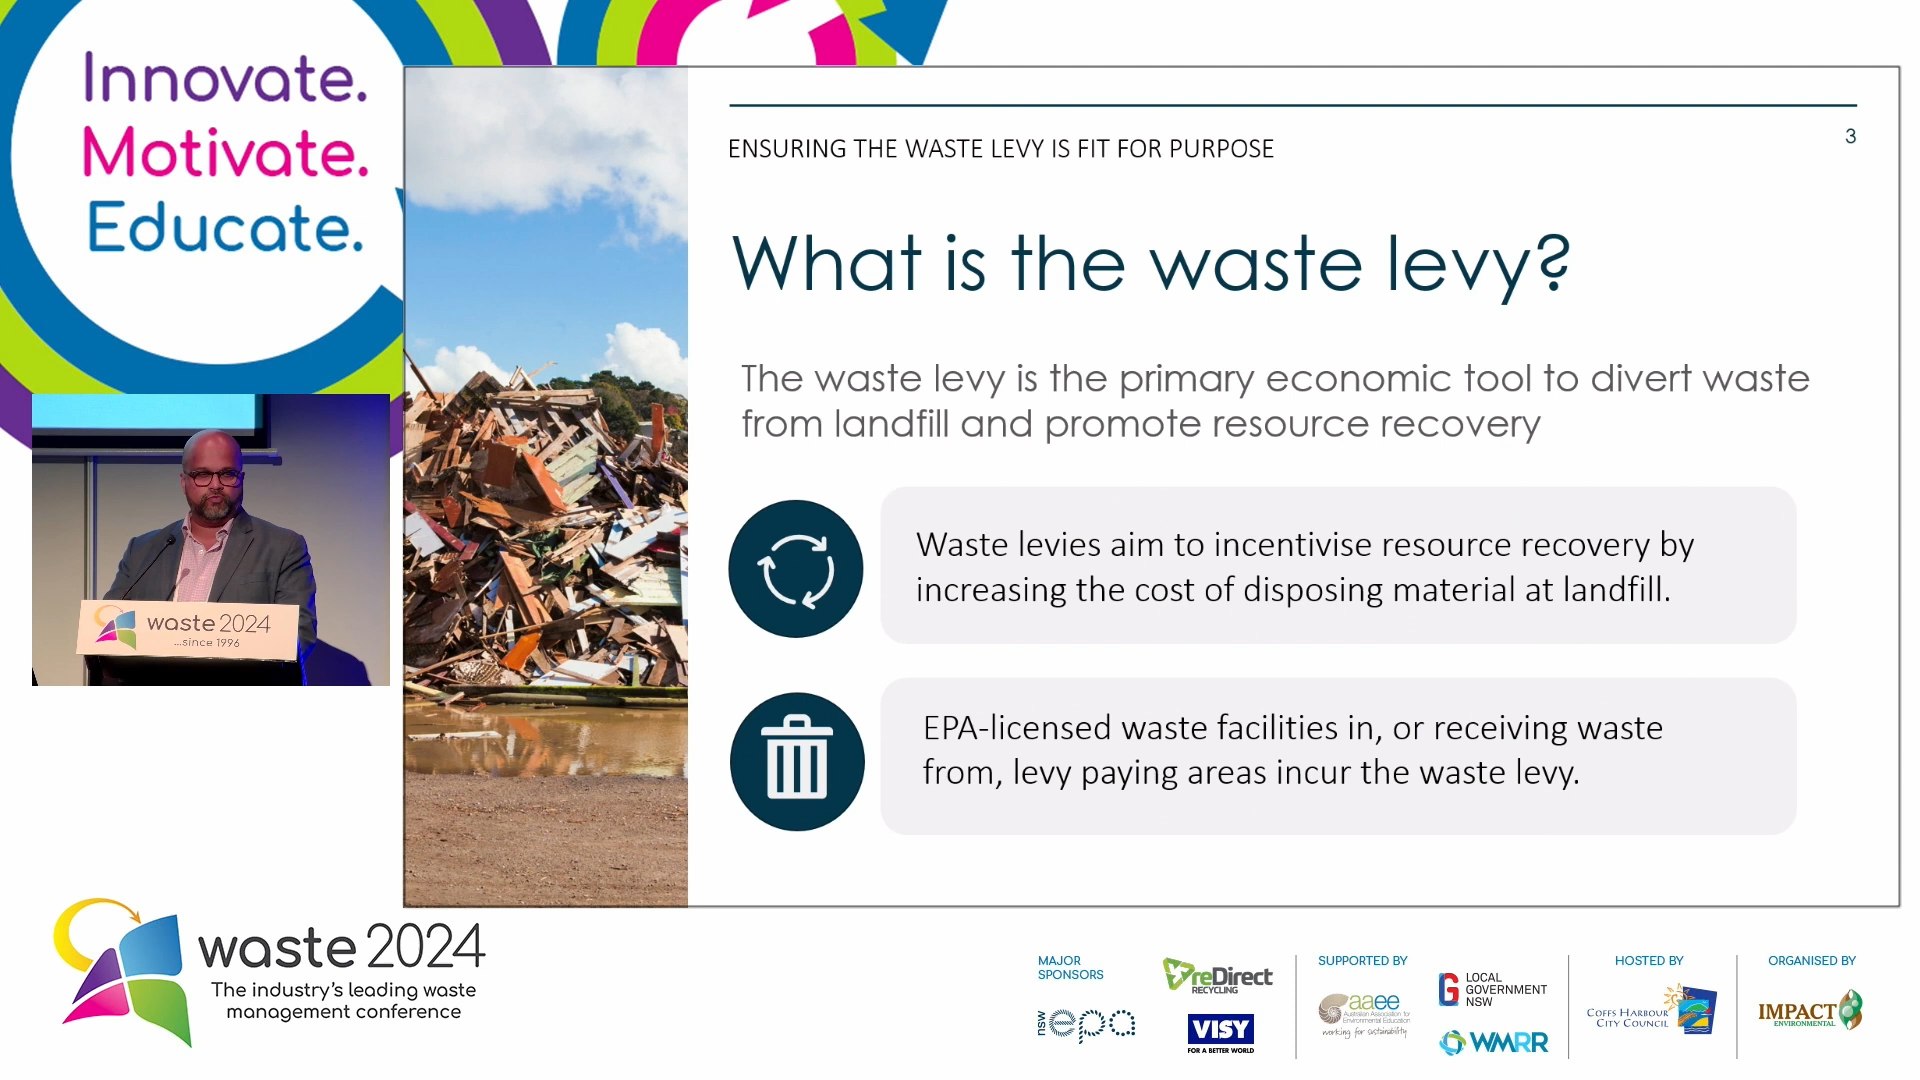 Innovate.
Motivate.
Educate.
ENSURING THE WASTE LEVY IS FIT FOR PURPOSE
3
What is the waste levy?
The waste levy is the primary economic tool to divert waste
from landfill and promote resource recovery
Waste levies aim to incentivise resource recovery by
increasing the cost of disposing material at landfill.
EPA-licensed waste facilities in, or receiving waste
from, levy paying areas incur the waste levy.
waste 2024
...since 1996
waste 2024
The industry's leading waste
management conference
MAJOR
SPONSORS
nsw epa
reDirect
RECYCLING
VISY
FOR A BETTER WORLD
SUPPORTED BY
aaee
Australian Association for
Environmental Education
working for sustainability
LOCAL
GOVERNMENT
NSW
WMRR
HOSTED BY
COFFS HARBOUR
CITY COUNCIL
ORGANISED BY
IMPACT
ENVIRONMENTAL